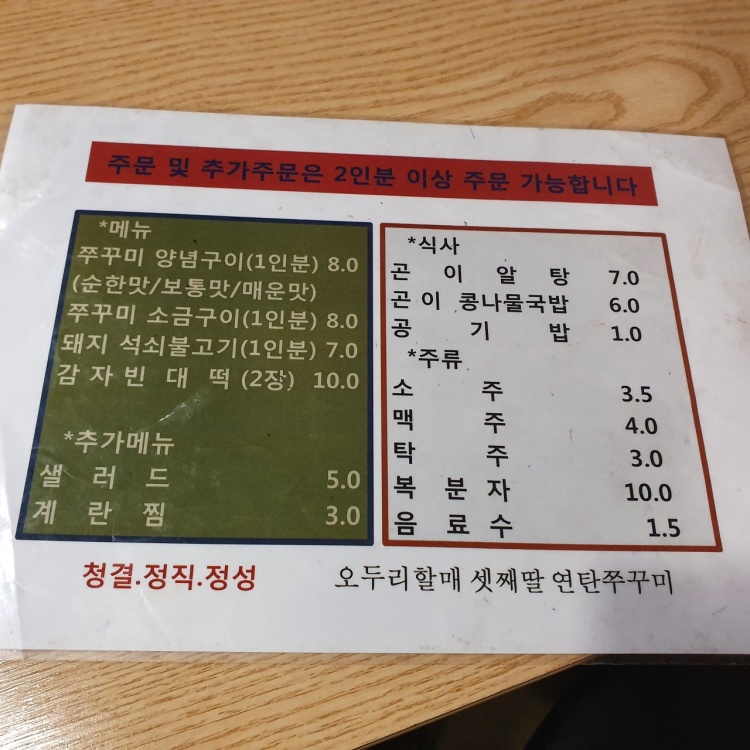 주문 및 추가주문은 2인분 이상 주문 가능합니다
*메뉴
쭈꾸미 양념구이(1인분) 8.0
(순한맛/보통맛/매운맛)
쭈꾸미 소금구이(1인분) 8.0
돼지 석쇠불고기(1인분) 7.0
감자빈대떡(2장) 10.0
*추가메뉴
샐러드 5.0
계란찜 3.0
*식사
곤이알탕 7.0
곤이콩나물국밥 6.0
공기밥 1.0
*주류
소주 3.5
맥주 4.0
탁주 3.0
복분자 10.0
음료수 1.5
청결.정직.정성
오두리할매 셋째딸 연탄쭈꾸미